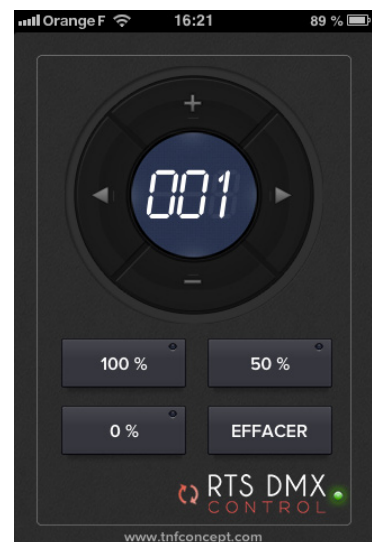 Orange F 16:21 89 %
+
001
−
100 % 50 %
0 % EFFACER
RTS DMX
CONTROL
www.tnfconcept.com